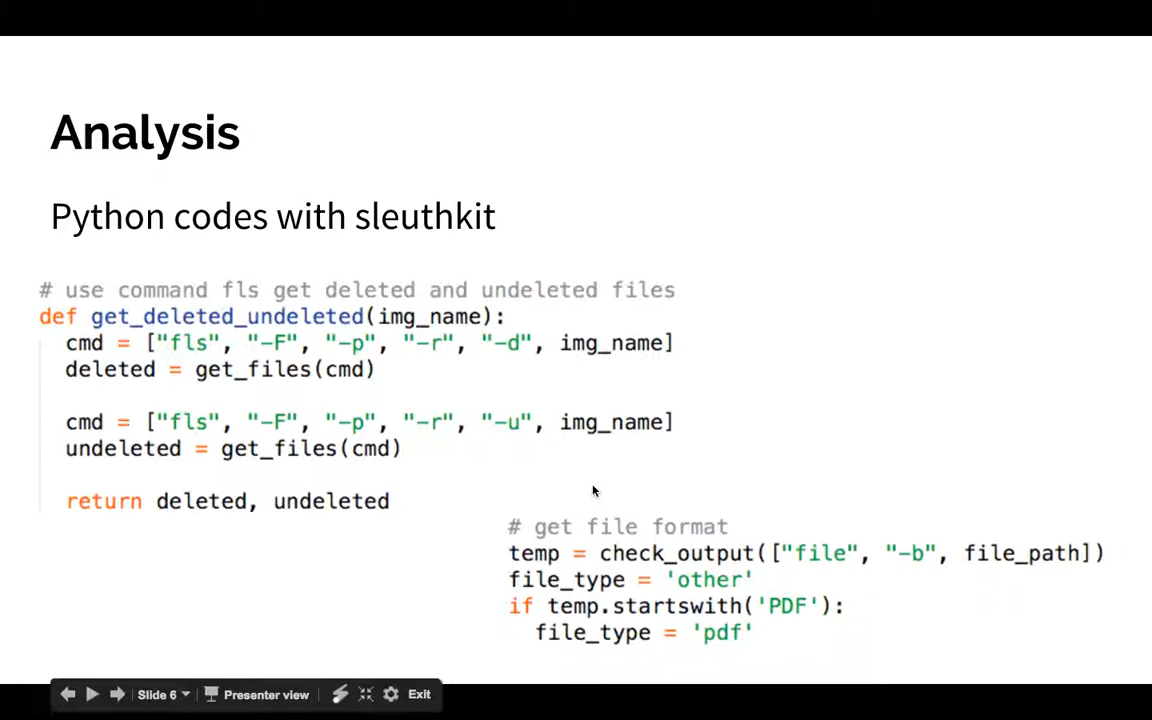 Analysis
Python codes with sleuthkit
# use command fls get deleted and undeleted files
def get_deleted_undeleted(img_name):
cmd = ["fls", "-F", "-p", "-r", "-d", img_name]
deleted = get_files(cmd)
cmd = ["fls", "-F", "-p", "-r", "-u", img_name]
undeleted = get_files(cmd)
return deleted, undeleted
# get file format
temp = check_output(["file", "-b", file_path])
file_type = 'other'
if temp.startswith('PDF'):
file_type = 'pdf'
Slide 6
Presenter view
Exit